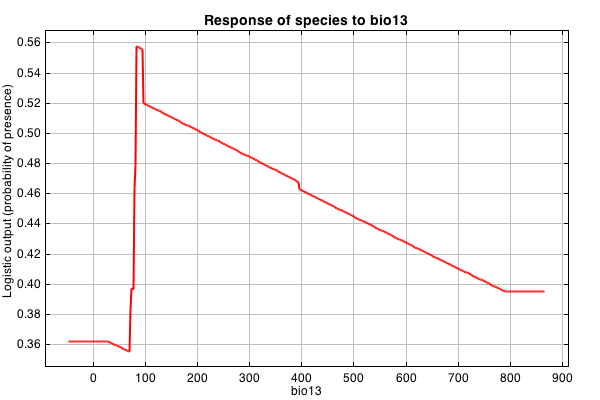 Response of species to bio13
Logistic output (probability of presence)
0.56
0.54
0.52
0.50
0.48
0.46
0.44
0.42
0.40
0.38
0.36
0 100 200 300 400 500 600 700 800 900
bio13